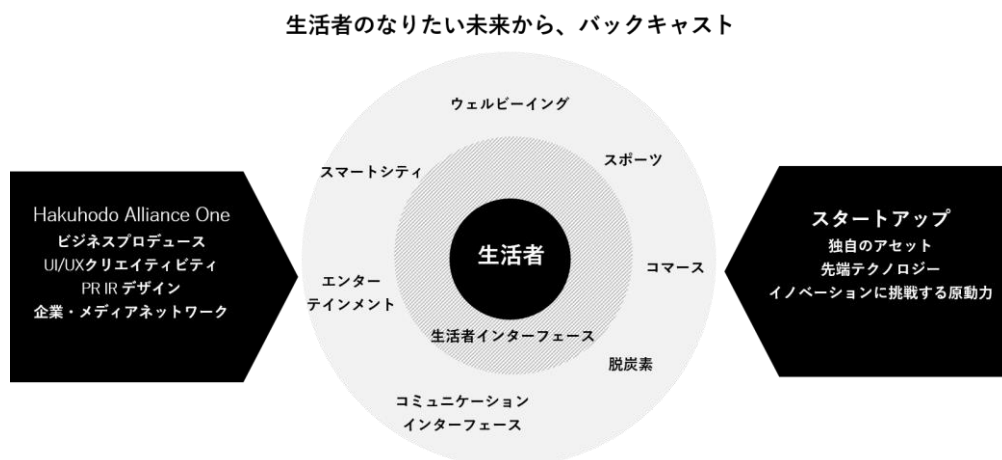 生活者のなりたい未来から、バックキャスト
ウェルビーイング
スマートシティ
スポーツ
Hakuhodo Alliance One
ビジネスプロデュース
UI/UXクリエイティビティ
PR IR デザイン
企業・メディアネットワーク
生活者
エンター
テインメント
コマース
生活者インターフェース
脱炭素
コミュニケーション
インターフェース
スタートアップ
独自のアセット
先端テクノロジー
イノベーションに挑戦する原動力